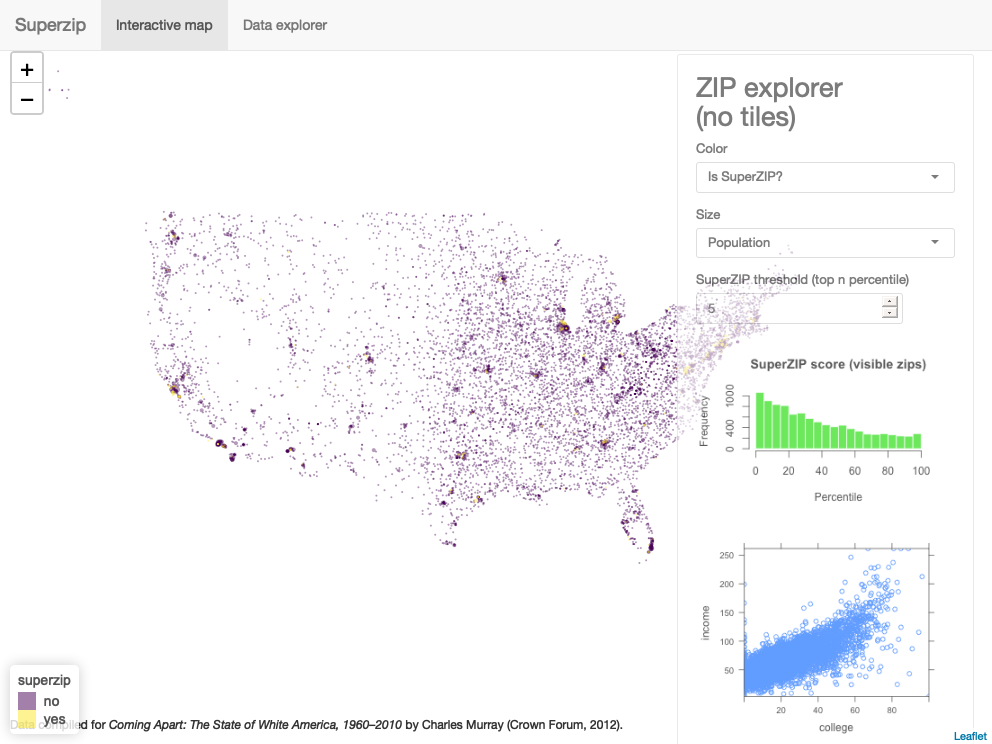 Superzip
Interactive map
Data explorer
+
−
ZIP explorer
(no tiles)
Color
Is SuperZIP?
Size
Population
SuperZIP threshold (top n percentile)
5
SuperZIP score (visible zips)
Frequency
0 400 1000
0 20 40 60 80 100
Percentile
income
50 100 150 200 250
20 40 60 80
college
superzip
no
yes
Data compiled for Coming Apart: The State of White America, 1960–2010 by Charles Murray (Crown Forum, 2012).
Leaflet